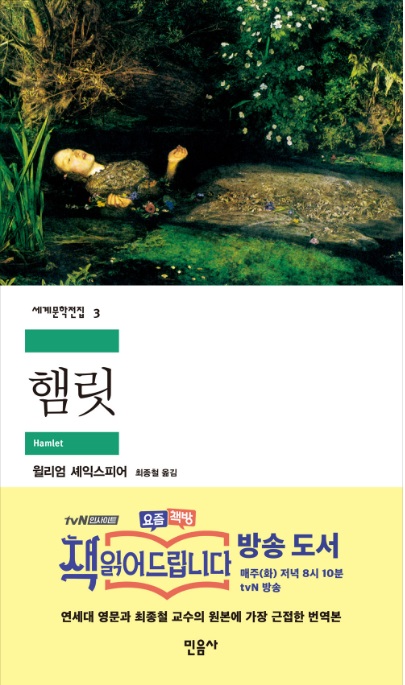 세계문학전집 3
햄릿
Hamlet
윌리엄 셰익스피어 최종철 옮김
tvN 인사이트
요즘 책방
책 읽어드립니다
방송 도서
매주(화) 저녁 8시 10분
tvN 방송
연세대 영문과 최종철 교수의 원본에 가장 근접한 번역본
민음사